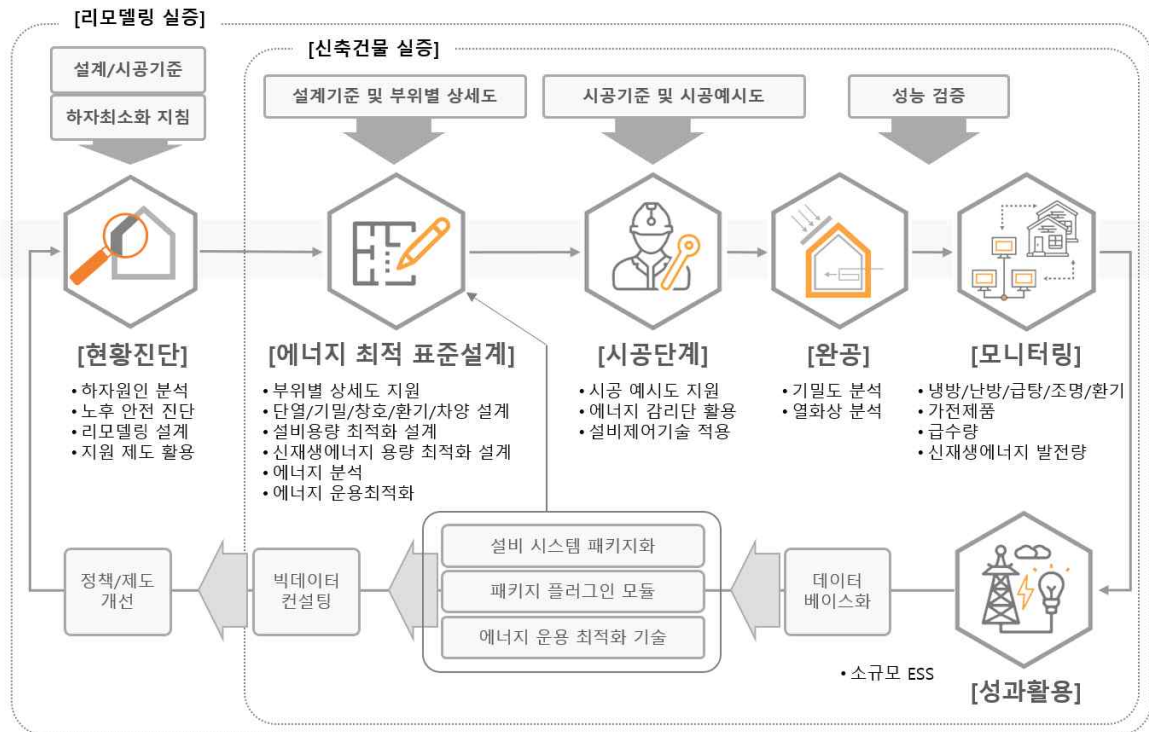 [리모델링 실증]
[신축건물 실증]
설계/시공기준
하자최소화 지침
설계기준 및 부위별 상세도
시공기준 및 시공예시도
성능 검증
[현황진단]
• 하자원인 분석
• 노후 안전 진단
• 리모델링 설계
• 지원 제도 활용
[에너지 최적 표준설계]
• 부위별 상세도 지원
• 단열/기밀/창호/환기/차양 설계
• 설비용량 최적화 설계
• 신재생에너지 용량 최적화 설계
• 에너지 분석
• 에너지 운용최적화
[시공단계]
• 시공 예시도 지원
• 에너지 감리단 활용
• 설비제어기술 적용
[완공]
• 기밀도 분석
• 열화상 분석
[모니터링]
• 냉방/난방/급탕/조명/환기
• 가전제품
• 급수량
• 신재생에너지 발전량
정책/제도
개선
빅데이터
컨설팅
설비 시스템 패키지화
패키지 플러그인 모듈
에너지 운용 최적화 기술
데이터
베이스화
• 소규모 ESS
[성과활용]